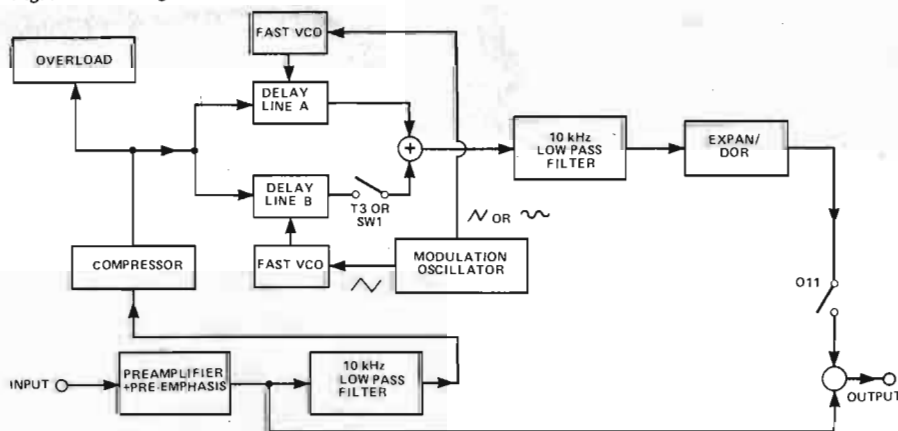 FAST VCO
OVERLOAD
DELAY
LINE A
+
10 kHz
LOW PASS
FILTER
EXPAN/
DOR
DELAY
LINE B
T3 OR
SW1
OR
COMPRESSOR
FAST VCO
MODULATION
OSCILLATOR
O11
INPUT
PREAMPLIFIER
+PRE-EMPHASIS
10 kHz
LOW PASS
FILTER
OUTPUT